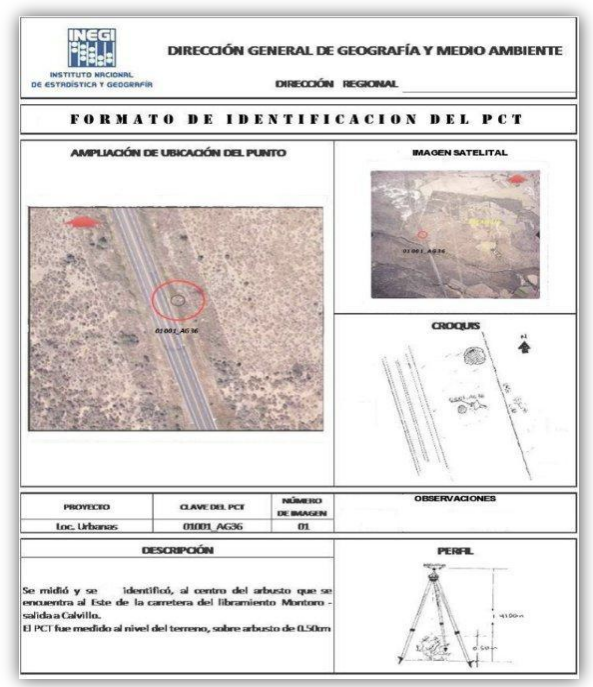 INEGI
INSTITUTO NACIONAL
DE ESTADÍSTICA Y GEOGRAFÍA
DIRECCIÓN GENERAL DE GEOGRAFÍA Y MEDIO AMBIENTE
DIRECCIÓN REGIONAL
FORMATO DE IDENTIFICACION DEL PCT
AMPLIACIÓN DE UBICACIÓN DEL PUNTO
01001_AG36
IMAGEN SATELITAL
01001_AG36
CROQUIS
N
01001_AG36
PROYECTO
CLAVE DEL PCT
NÚMERO
DE IMAGEN
OBSERVACIONES
Loc. Urbanas
01001_AG36
01
DESCRIPCIÓN
Se midió y se identificó, al centro del arbusto que se
encuentra al Este de la carretera del libramiento Montoro -
salida a Calvillo.
El PCT fue medido al nivel del terreno, sobre arbusto de 0.50cm
PERFIL
0.50m